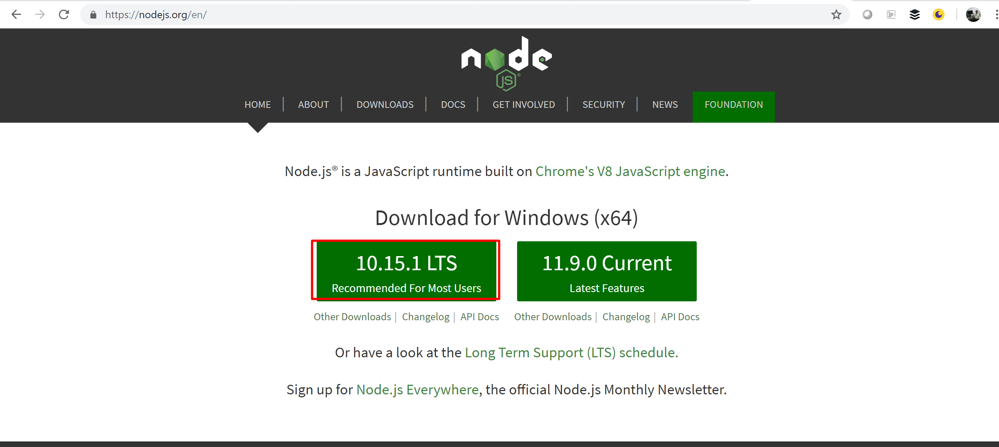 https://nodejs.org/en/
node
JS®
HOME | ABOUT | DOWNLOADS | DOCS | GET INVOLVED | SECURITY | NEWS FOUNDATION
Node.js® is a JavaScript runtime built on Chrome's V8 JavaScript engine.
Download for Windows (x64)
10.15.1 LTS
Recommended For Most Users
11.9.0 Current
Latest Features
Other Downloads | Changelog | API Docs
Other Downloads | Changelog | API Docs
Or have a look at the Long Term Support (LTS) schedule.
Sign up for Node.js Everywhere, the official Node.js Monthly Newsletter.